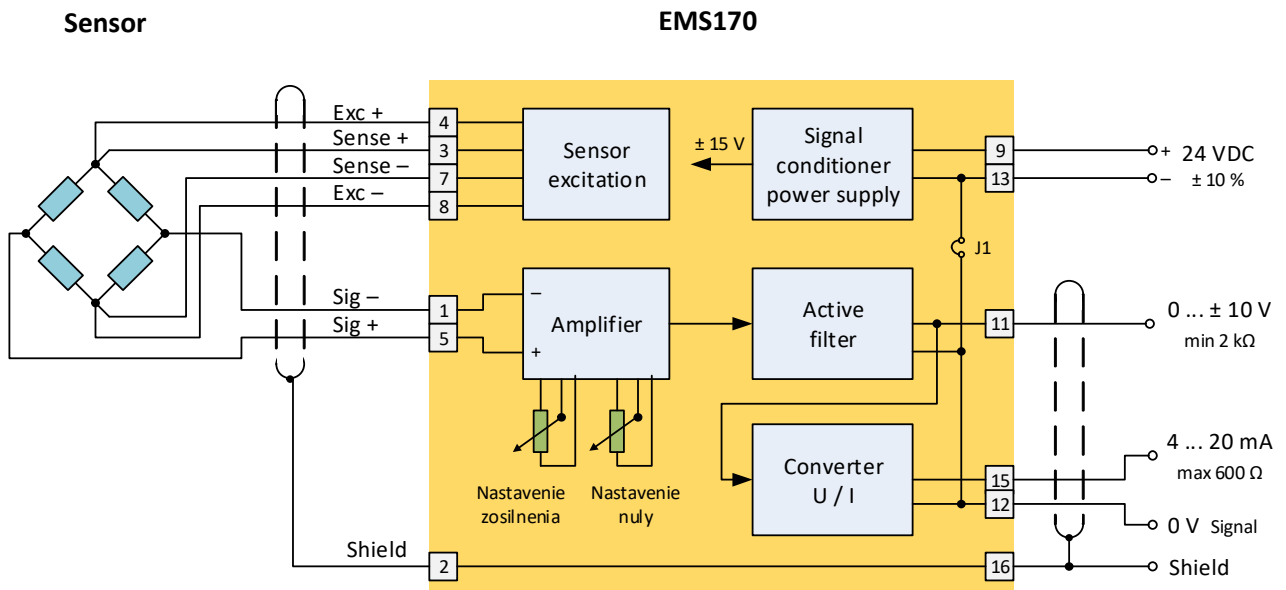 Sensor
EMS170
Exc +
4
Sense +
3
Sense –
7
Exc –
8
Sensor
excitation
± 15 V
Signal
conditioner
power supply
9
13
+
–
24 VDC
± 10 %
J1
Sig –
1
Sig +
5
–
+
Amplifier
Active
filter
11
0 ... ± 10 V
min 2 kΩ
Nastavenie
zosilnenia
Nastavenie
nuly
Converter
U / I
15
12
4 ... 20 mA
max 600 Ω
0 V Signal
Shield
2
16
Shield